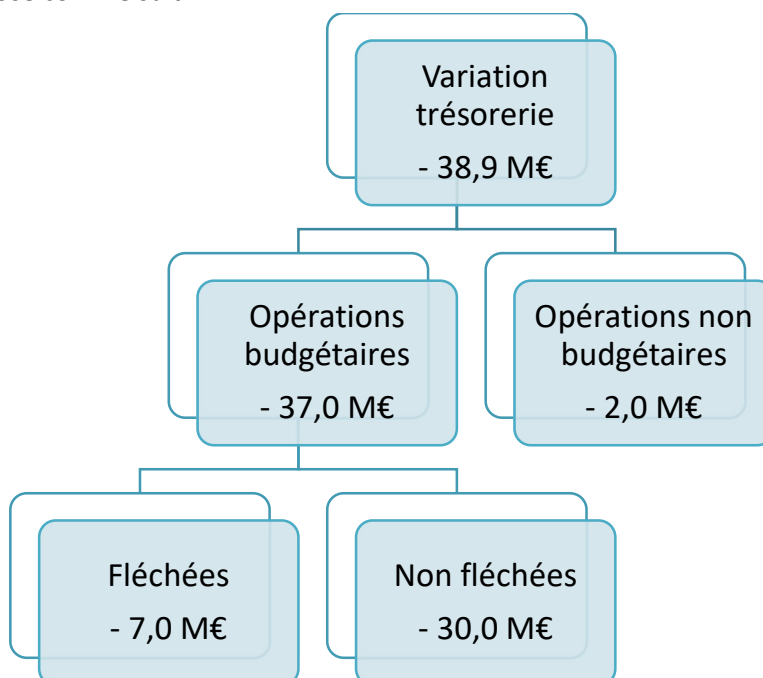 Variation
trésorerie
- 38,9 M€
Opérations
budgétaires
- 37,0 M€
Opérations non
budgétaires
- 2,0 M€
Fléchées
- 7,0 M€
Non fléchées
- 30,0 M€